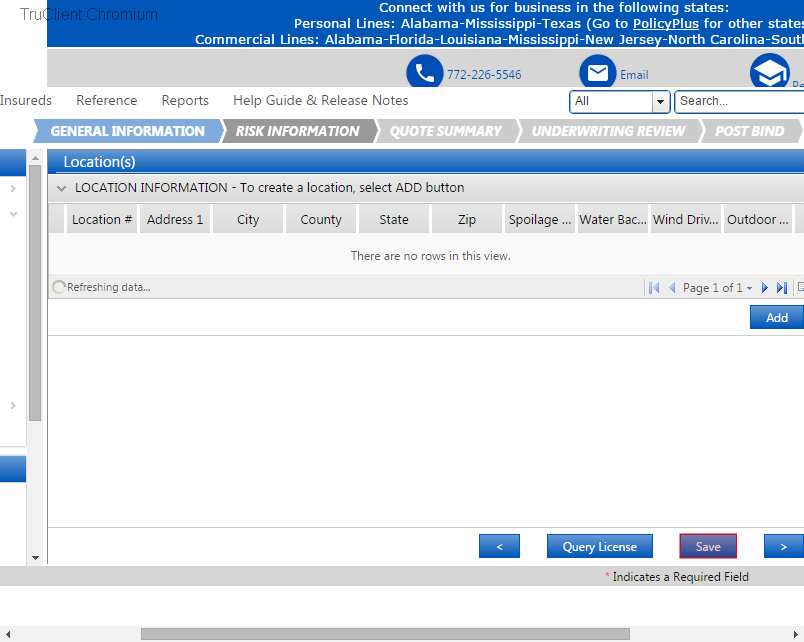 TruClient Chromium
Connect with us for business in the following states:
Personal Lines: Alabama-Mississippi-Texas (Go to PolicyPlus for other states
Commercial Lines: Alabama-Florida-Louisiana-Mississippi-New Jersey-North Carolina-South
772-226-5546
Email
Insureds Reference Reports Help Guide & Release Notes
All
Search...
GENERAL INFORMATION RISK INFORMATION QUOTE SUMMARY UNDERWRITING REVIEW POST BIND
Location(s)
LOCATION INFORMATION - To create a location, select ADD button
Location # Address 1 City County State Zip Spoilage ... Water Bac... Wind Driv... Outdoor ...
There are no rows in this view.
Refreshing data...
Page 1 of 1
Add
< Query License Save >
* Indicates a Required Field